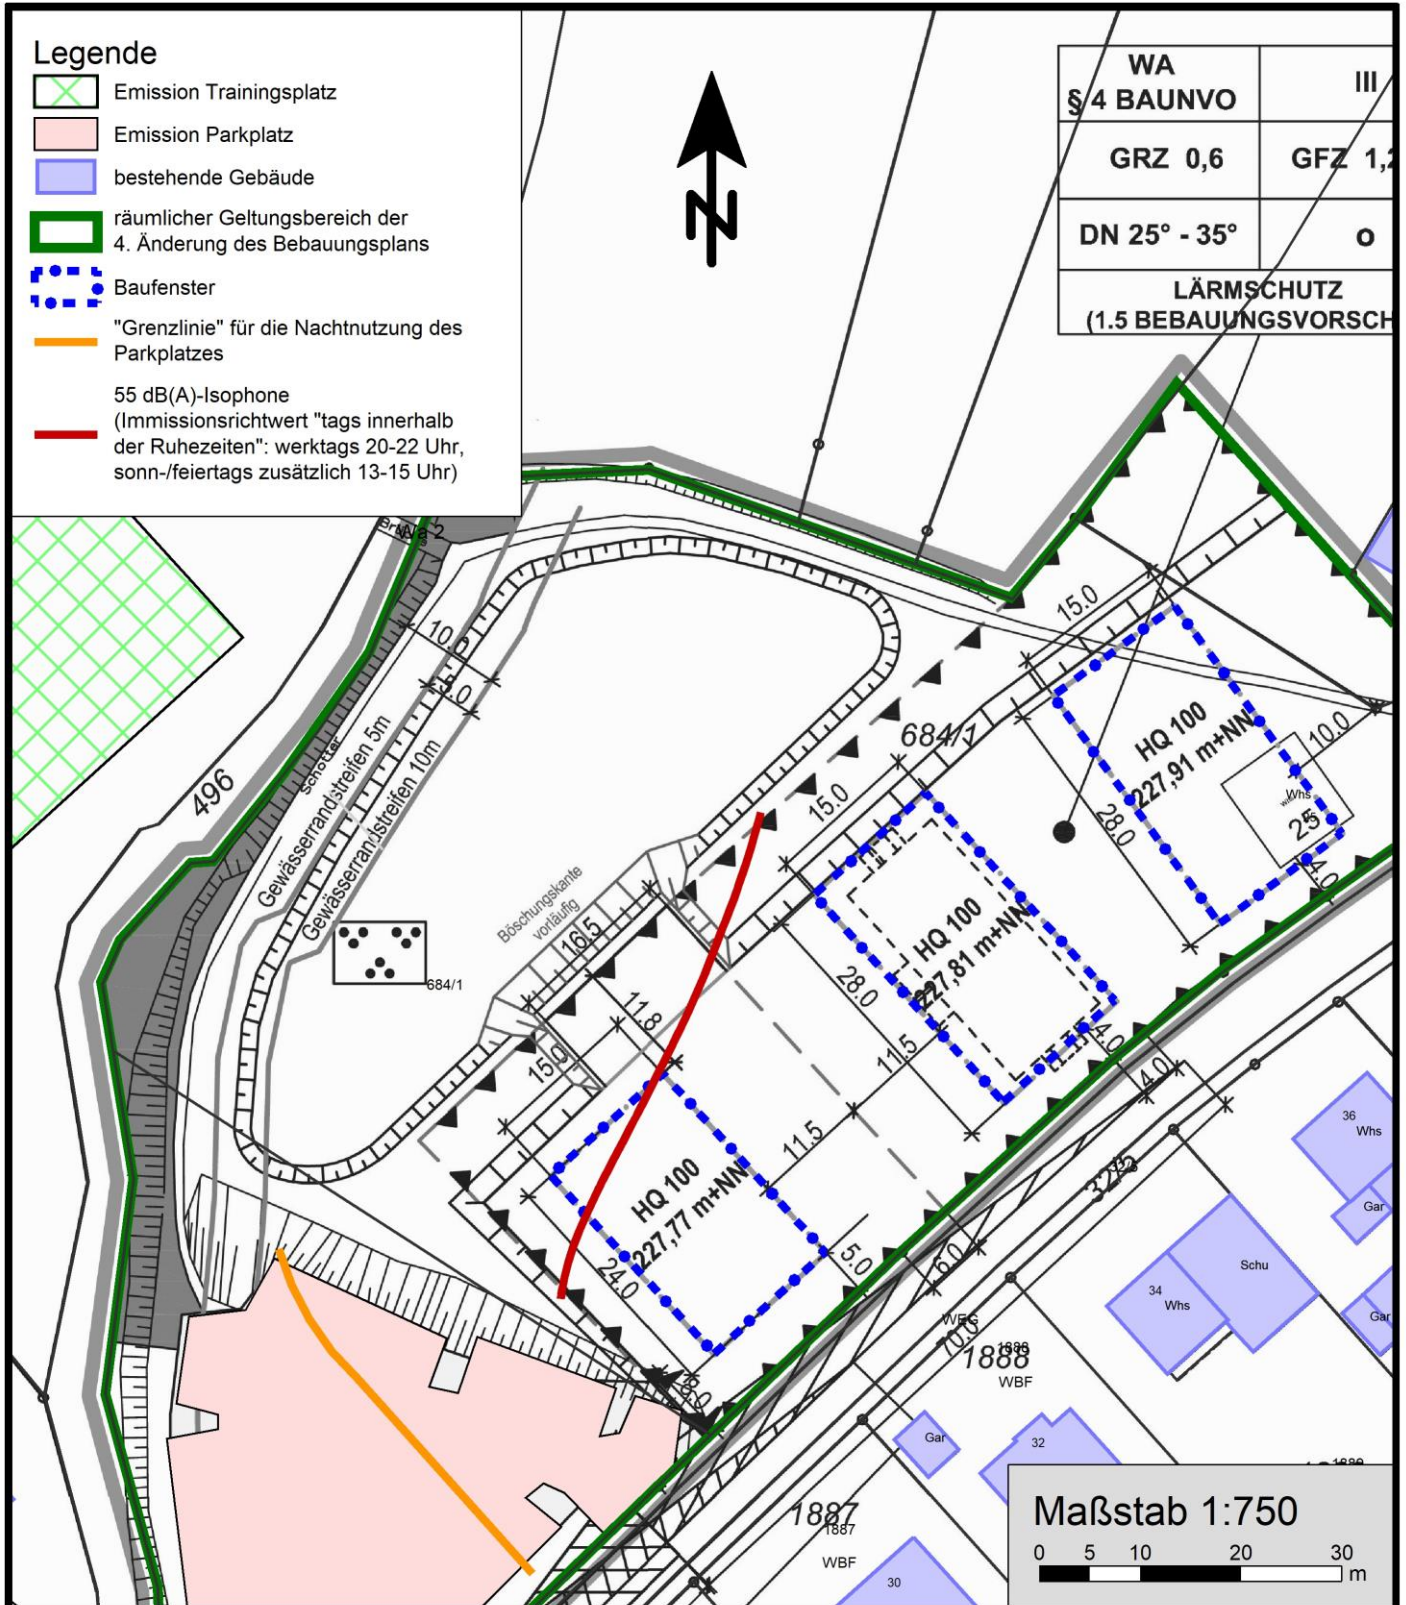 Legende
Emission Trainingsplatz
Emission Parkplatz
bestehende Gebäude
räumlicher Geltungsbereich der
4. Änderung des Bebauungsplans
Baufenster
"Grenzlinie" für die Nachtnutzung des
Parkplatzes
55 dB(A)-Isophone
(Immissionsrichtwert "tags innerhalb
der Ruhezeiten": werktags 20-22 Uhr,
sonn-/feiertags zusätzlich 13-15 Uhr)
N
WA
§ 4 BAUNVO
III
GRZ 0,6
GFZ 1,2
DN 25° - 35°
o
LÄRMSCHUTZ
(1.5 BEBAUUNGSVORSCH
10.0
5.0
15.0
684/1
HQ 100
227,91 m+NN
10.0
Whs
25
496
Schotter
Gewässerrandstreifen 5m
Gewässerrandstreifen 10m
15.0
28.0
4.0
Böschungskante
vorläufig
16.5
HQ 100
227,81 m+NN
684/1
28.0
11.8
15.0
11.5
4.0
4.0
36
Whs
11.5
HQ 100
227,77 m+NN
Gar
24.0
5.0
6.0
Schu
34
Whs
Gar
WEG
10.0
1888
1888
WBF
8.0
Gar
32
1887
1887
WBF
30
Maßstab 1:750
0 5 10 20 30
m